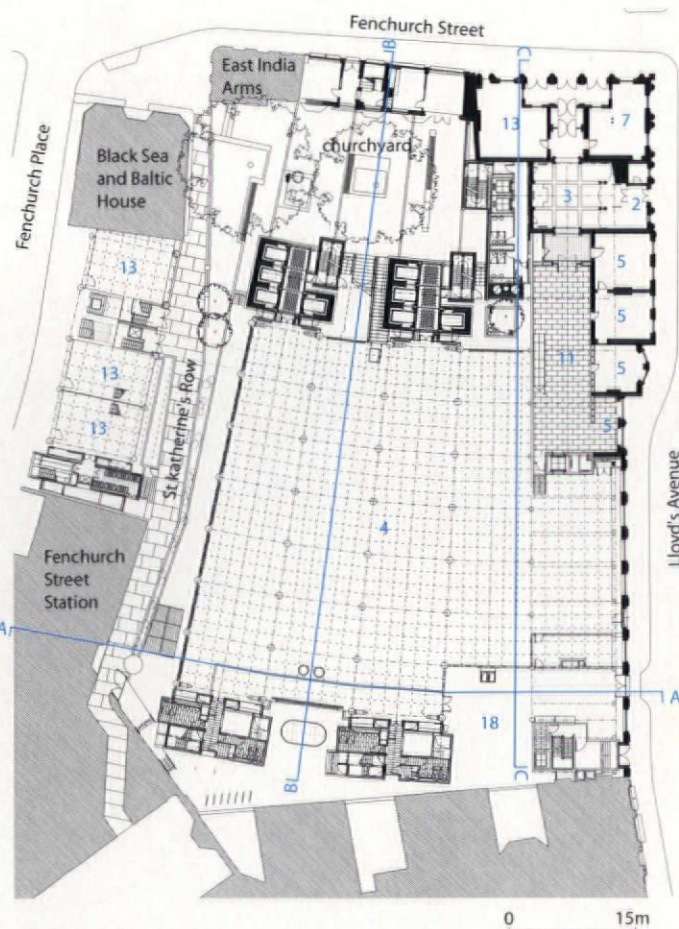 Fenchurch Street
B
C
East India
Arms
13
7
churchyard
Fenchurch Place
Black Sea
and Baltic
House
3
2
13
5
5
11
13
5
St Katherine's Row
13
5
4
Lloyd's Avenue
Fenchurch
Street
Station
A
A
18
B
C
0 15m